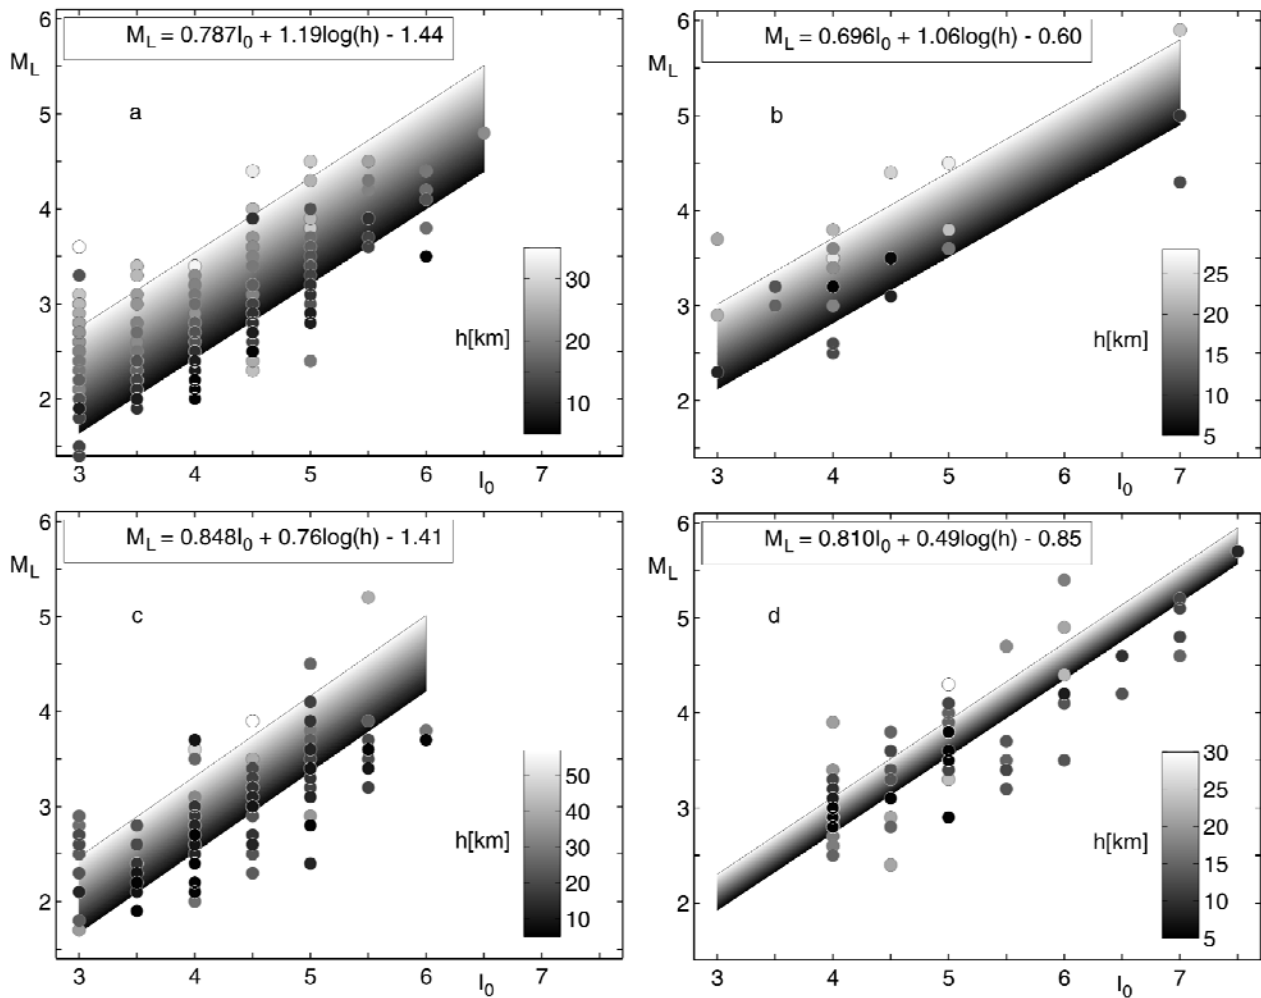 M_L = 0.787I_0 + 1.19log(h) - 1.44
6
M_L
5
a
4
3
2
h[km]
30
20
10
3 4 5 6 I_0 7
M_L = 0.696I_0 + 1.06log(h) - 0.60
6
M_L
5
b
4
3
2
h[km]
25
20
15
10
5
3 4 5 6 I_0 7
M_L = 0.848I_0 + 0.76log(h) - 1.41
6
M_L
5
c
4
3
2
h[km]
50
40
30
20
10
3 4 5 6 I_0 7
M_L = 0.810I_0 + 0.49log(h) - 0.85
6
M_L
5
d
4
3
2
h[km]
30
25
20
15
10
5
3 4 5 6 I_0 7